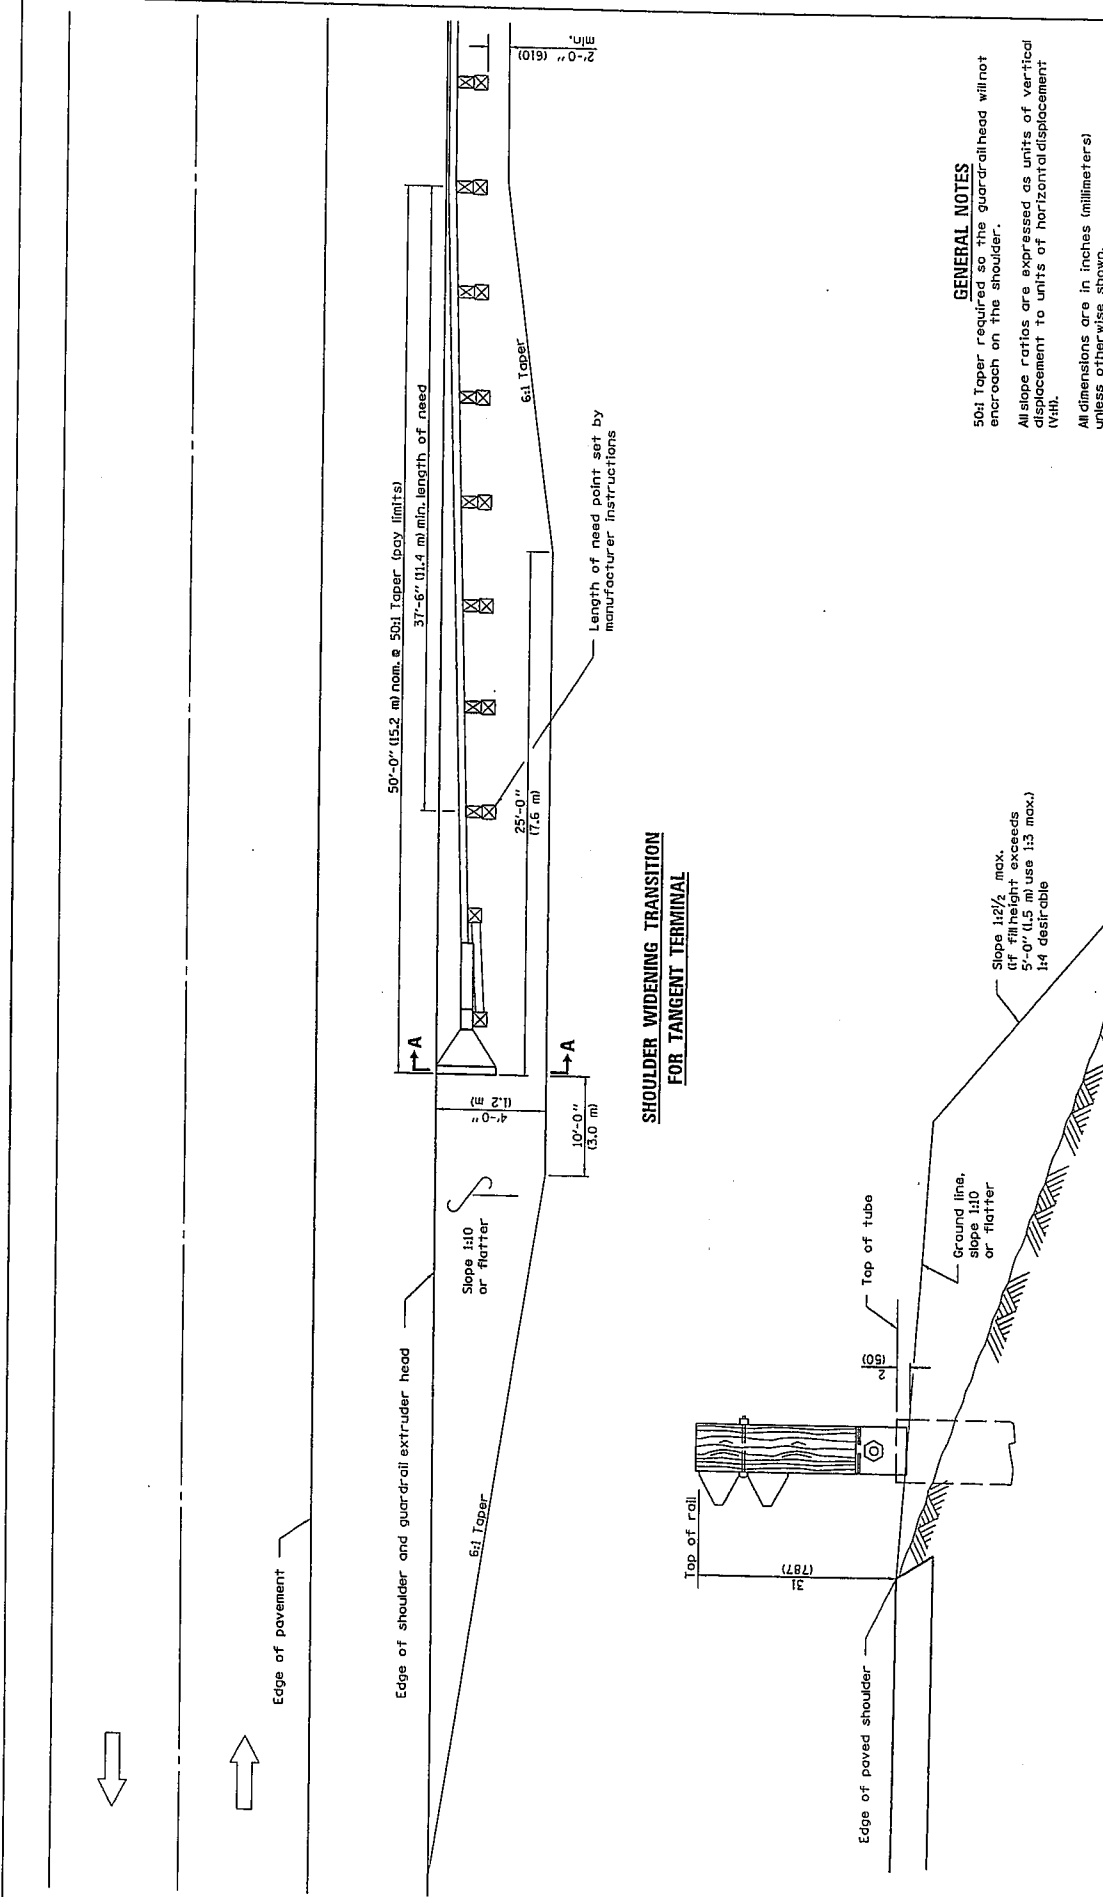 Edge of pavement
Edge of shoulder and guardrail extruder head
6:1 Taper
Slope 1:10
or flatter
4'-0"
(1.2 m)
10'-0"
(3.0 m)
A
A
50'-0" (15.2 m) nom. @ 50:1 Taper (pay limits)
37'-6" (11.4 m) min. length of need
25'-0"
(7.6 m)
Length of need point set by
manufacturer instructions
6:1 Taper
2'-0" (610)
min.
SHOULDER WIDENING TRANSITION
FOR TANGENT TERMINAL
Edge of paved shoulder
Top of rail
31
(787)
2
(50)
Top of tube
Ground line,
slope 1:10
or flatter
Slope 1:2½ max.
(if fill height exceeds
5'-0" (1.5 m) use 1:3 max.)
1:4 desirable
GENERAL NOTES
50:1 Taper required so the guardrail head will not
encroach on the shoulder.
All slope ratios are expressed as units of vertical
displacement to units of horizontal displacement
(V:H).
All dimensions are in inches (millimeters)
unless otherwise shown.